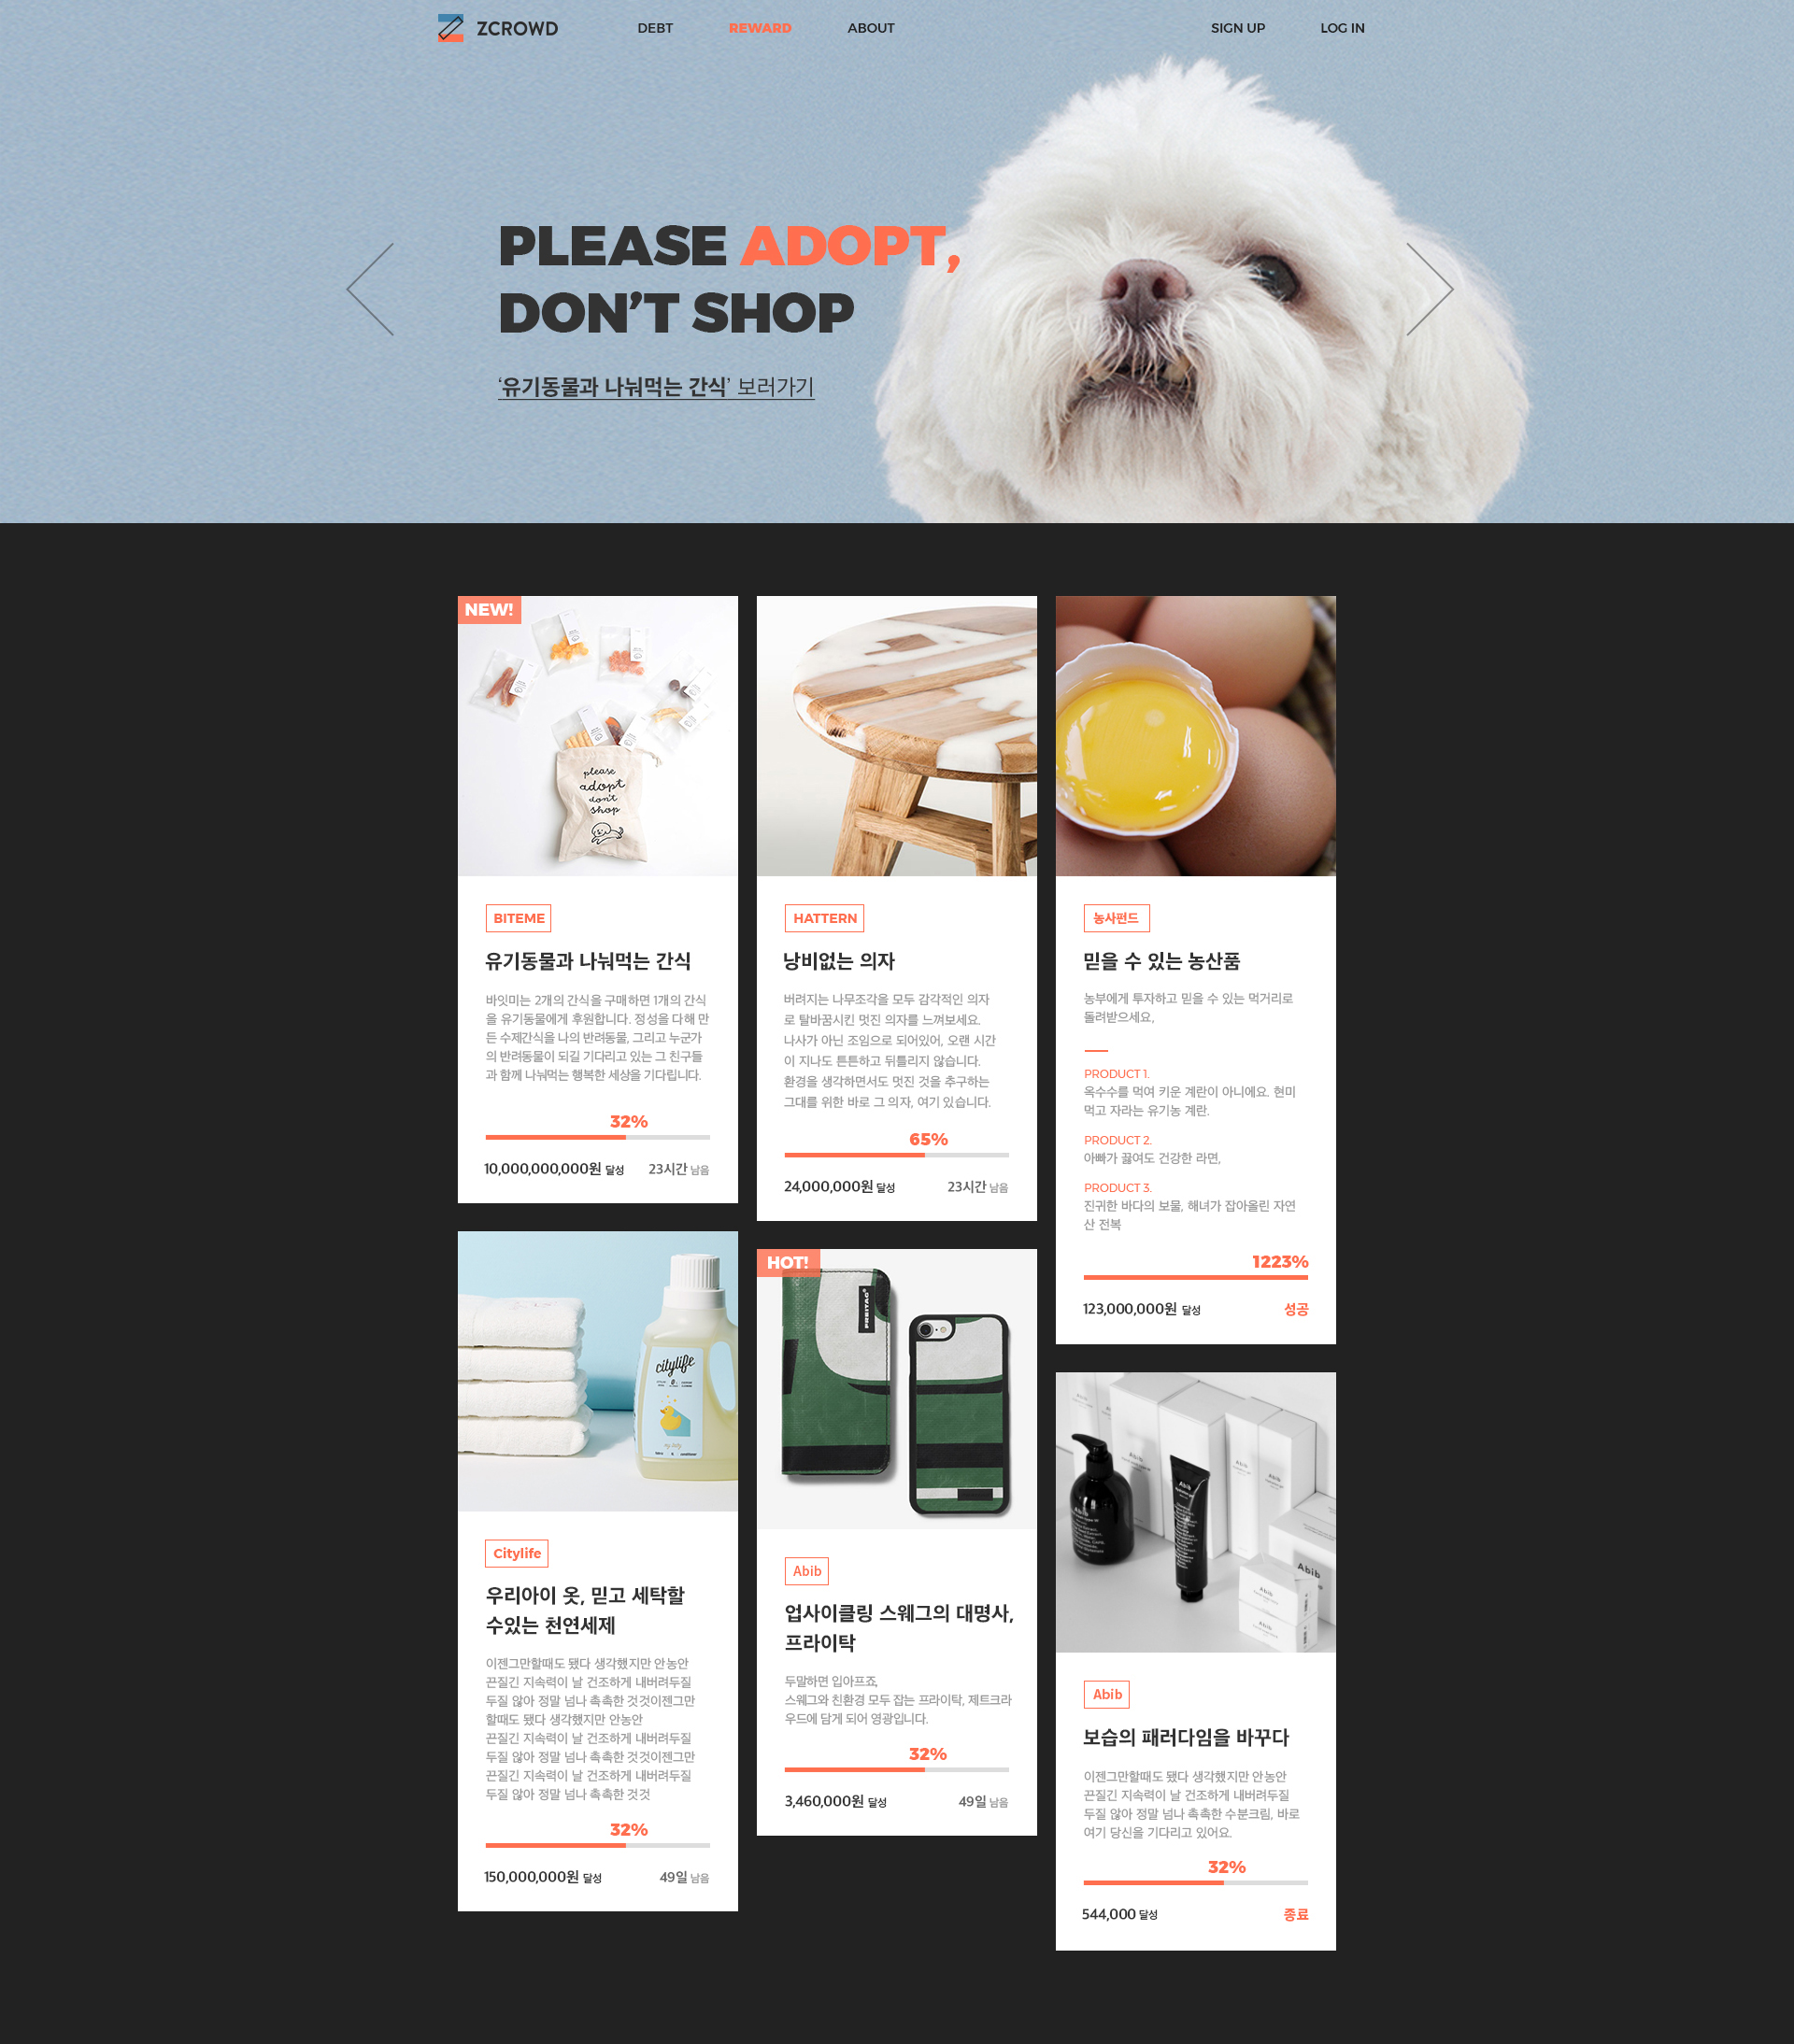 ZCROWD
DEBT
REWARD
ABOUT
SIGN UP
LOG IN
PLEASE ADOPT,
DON’T SHOP
‘유기동물과 나눠먹는 간식’ 보러가기
NEW!
please
adopt
don't
shop
BITEME
유기동물과 나눠먹는 간식
바잇미는 2개의 간식을 구매하면 1개의 간식
을 유기동물에게 후원합니다. 정성을 다해 만
든 수제간식을 나의 반려동물, 그리고 누군가
의 반려동물이 되길 기다리고 있는 그 친구들
과 함께 나눠먹는 행복한 세상을 기다립니다.
32%
10,000,000,000원 달성
23시간 남음
HATTERN
낭비없는 의자
버려지는 나무조각을 모두 감각적인 의자
로 탈바꿈시킨 멋진 의자를 느껴보세요.
나사가 아닌 조임으로 되어있어, 오랜 시간
이 지나도 튼튼하고 뒤틀리지 않습니다.
환경을 생각하면서도 멋진 것을 추구하는
그대를 위한 바로 그 의자, 여기 있습니다.
65%
24,000,000원 달성
23시간 남음
농사펀드
믿을 수 있는 농산품
농부에게 투자하고 믿을 수 있는 먹거리로
돌려받으세요,
PRODUCT 1.
옥수수를 먹여 키운 계란이 아니에요. 현미
먹고 자라는 유기농 계란.
PRODUCT 2.
아빠가 끓여도 건강한 라면,
PRODUCT 3.
진귀한 바다의 보물, 해녀가 잡아올린 자연
산 전복
1223%
123,000,000원 달성
성공
citylife
Citylife
우리아이 옷, 믿고 세탁할
수있는 천연세제
이젠그만할때도 됐다 생각했지만 안농안
끈질긴 지속력이 날 건조하게 내버려두질
두질 않아 정말 넘나 촉촉한 것것이젠그만
할때도 됐다 생각했지만 안농안
끈질긴 지속력이 날 건조하게 내버려두질
두질 않아 정말 넘나 촉촉한 것것이젠그만
끈질긴 지속력이 날 건조하게 내버려두질
두질 않아 정말 넘나 촉촉한 것것
32%
150,000,000원 달성
49일 남음
HOT!
FREITAG
Abib
업사이클링 스웨그의 대명사,
프라이탁
두말하면 입아프죠,
스웨그와 친환경 모두 잡는 프라이탁, 제트크라
우드에 담게 되어 영광입니다.
32%
3,460,000원 달성
49일 남음
Abib
Abib
Abib
Abib
Abib
보습의 패러다임을 바꾸다
이젠그만할때도 됐다 생각했지만 안농안
끈질긴 지속력이 날 건조하게 내버려두질
두질 않아 정말 넘나 촉촉한 수분크림, 바로
여기 당신을 기다리고 있어요.
32%
544,000 달성
종료